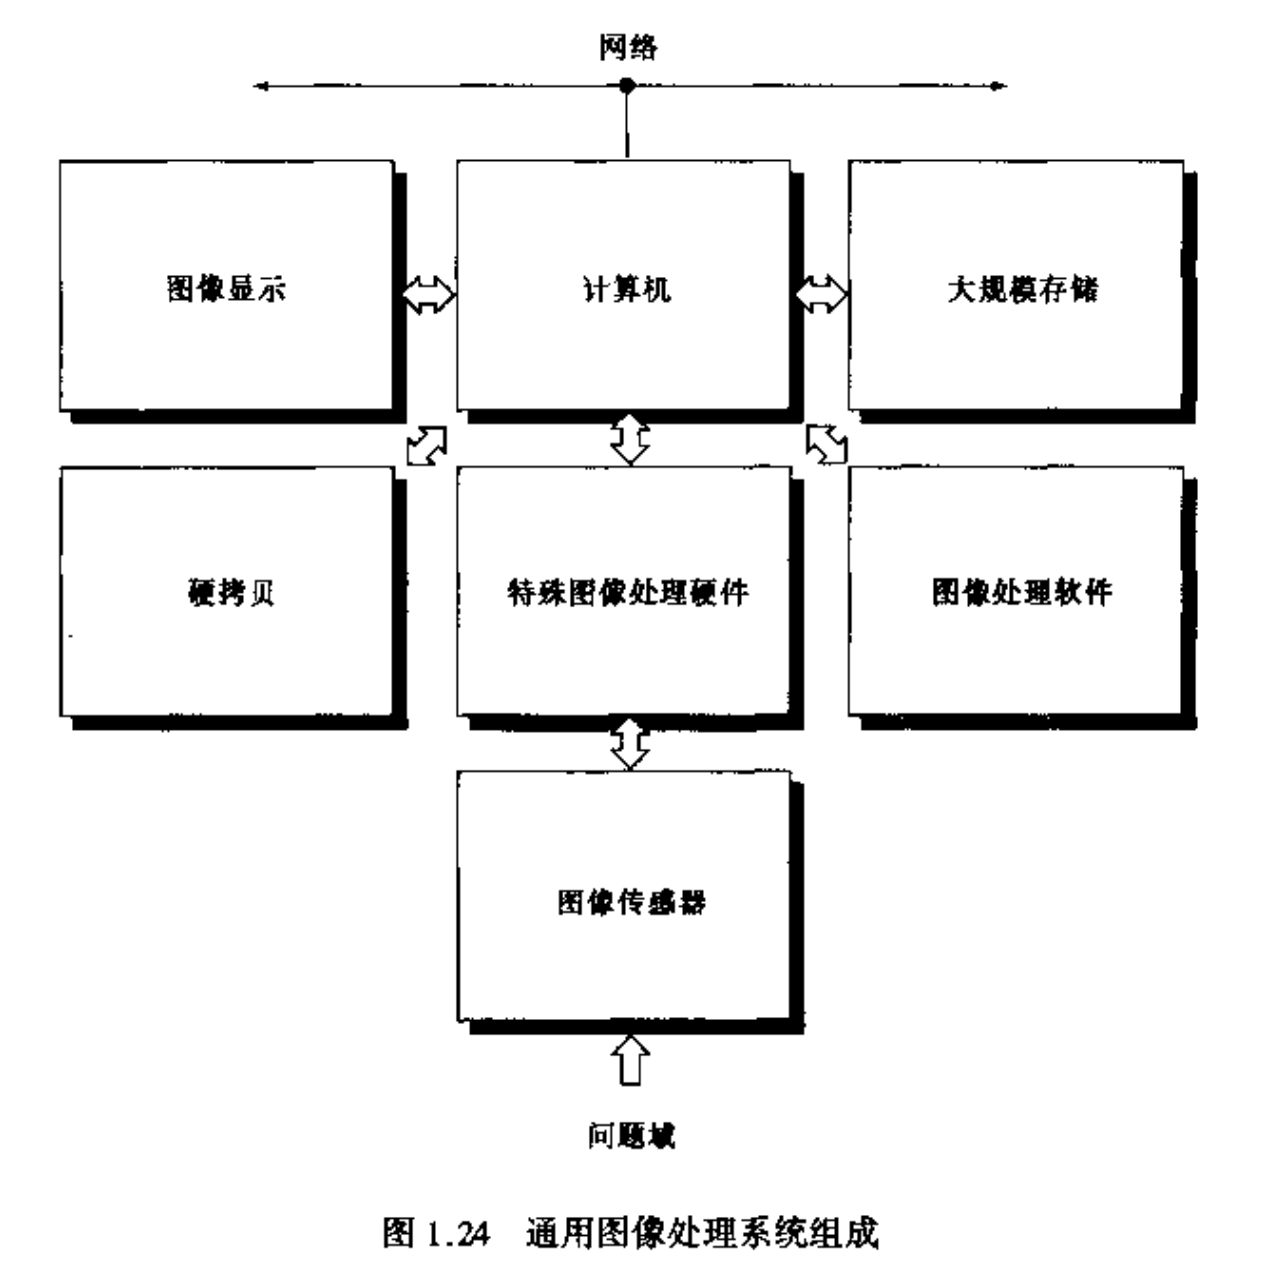 网络
图像显示
计算机
大规模存储
硬拷贝
特殊图像处理硬件
图像处理软件
图像传感器
问题域
图 1.24 通用图像处理系统组成